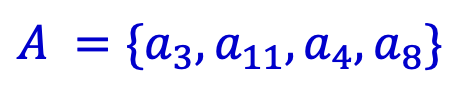 A = {a₃, a₁₁, a₄, a₈}